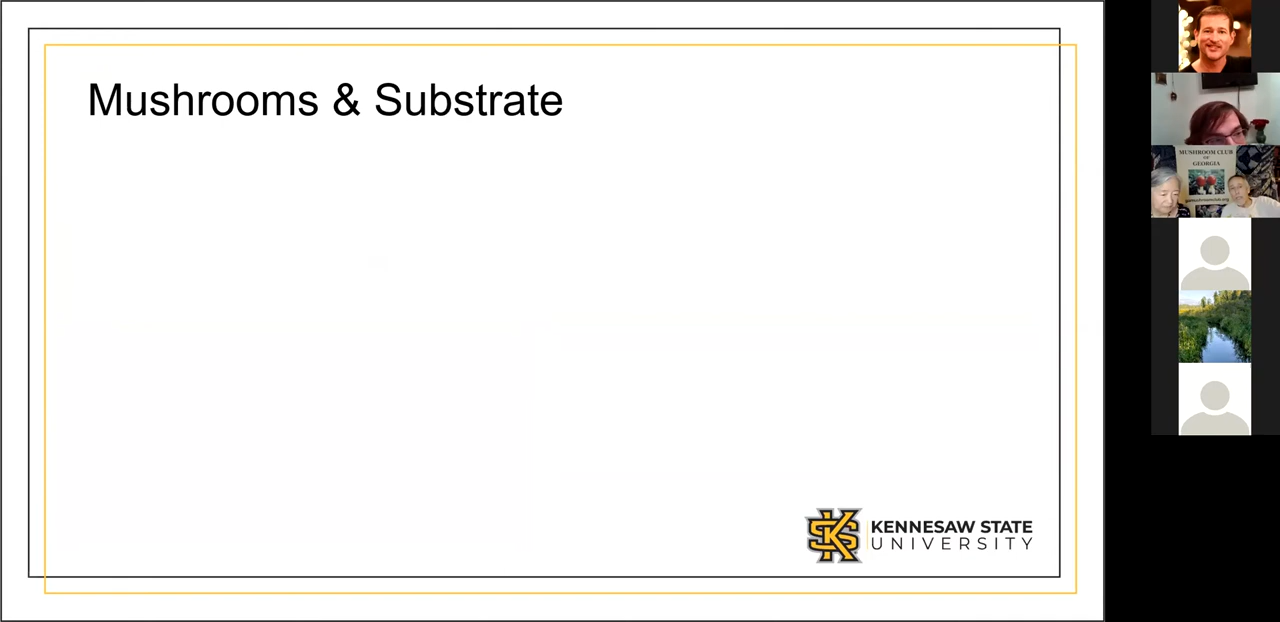 Mushrooms & Substrate
KENNESAW STATE
UNIVERSITY
MUSHROOM CLUB
OF
GEORGIA